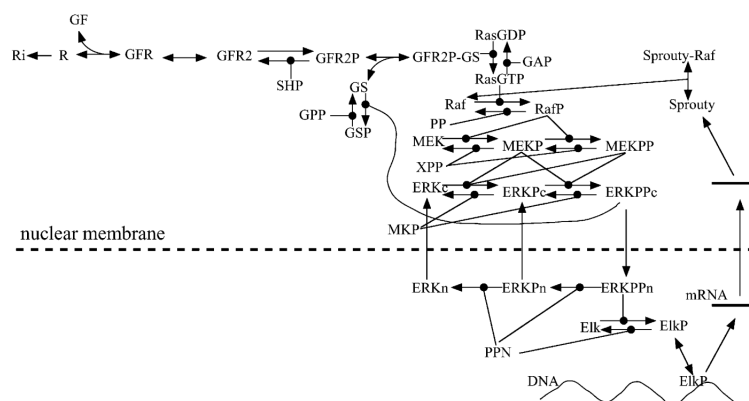 GF
RasGDP
Ri R GFR GFR2 GFR2P GFR2P-GS
Sprouty-Raf
GAP
SHP
RasGTP
GS
Raf RafP
Sprouty
GPP
PP
GSP
MEK MEKP MEKPP
XPP
ERKc ERKPc ERKPPc
MKP
nuclear membrane
ERKn ERKPn ERKPPn
mRNA
Elk ElkP
PPN
DNA ElkP